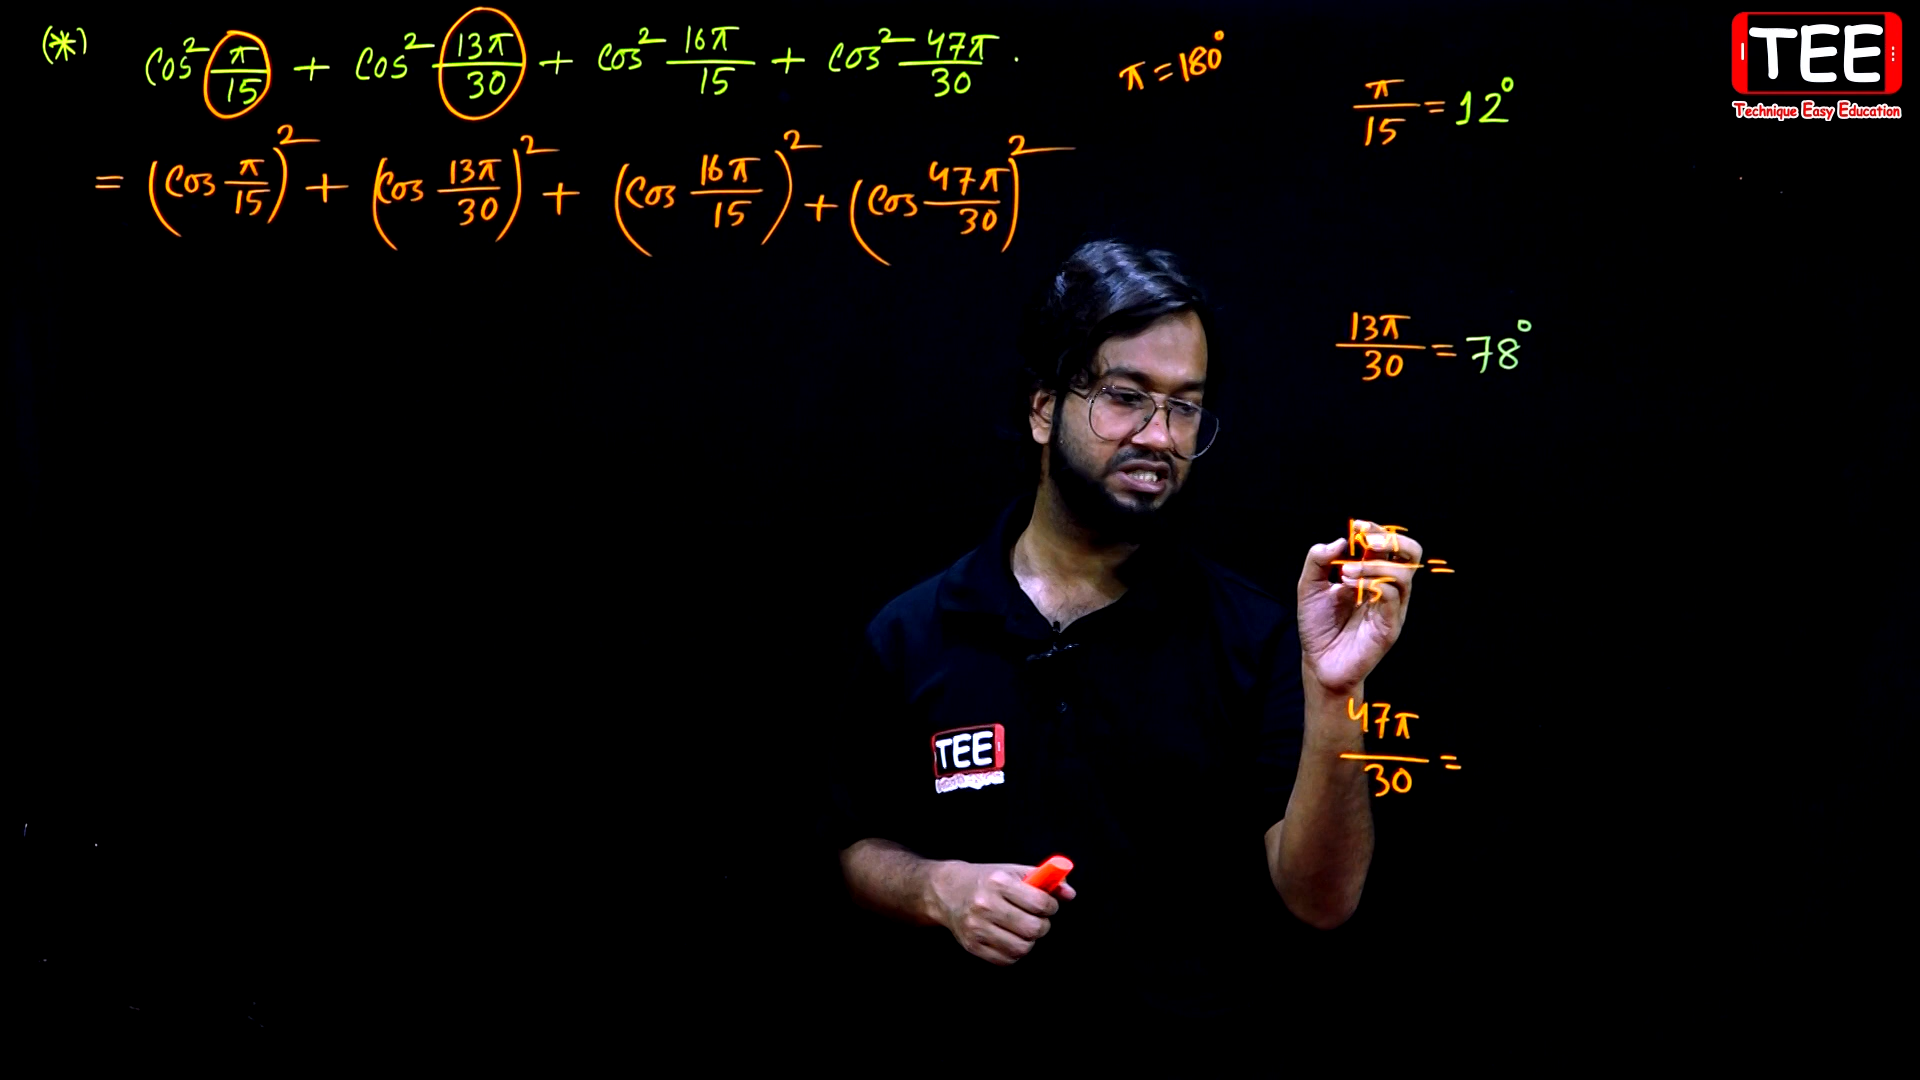 (*) cos² π/15 + cos² 13π/30 + cos² 16π/15 + cos² 47π/30 .
π = 180°
TEE
Technique Easy Education
π/15 = 12°
= (cos π/15)² + (cos 13π/30)² + (cos 16π/15)² + (cos 47π/30)²
13π/30 = 78°
16π/15 =
47π/30 =
TEE